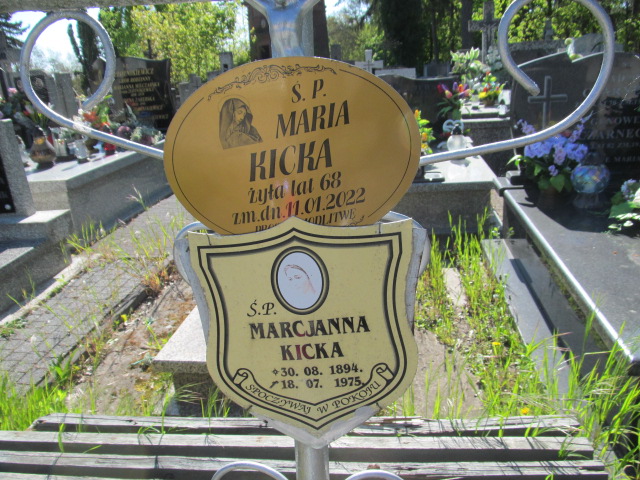 Ś. P.
MARIA
KICKA
żyła lat 68
zm. dn. 11.01.2022
Ś.P.
MARCJANNA
KICKA
30. 08. 1894.
18. 07. 1975.
SPOCZYWAJ W POKOJU